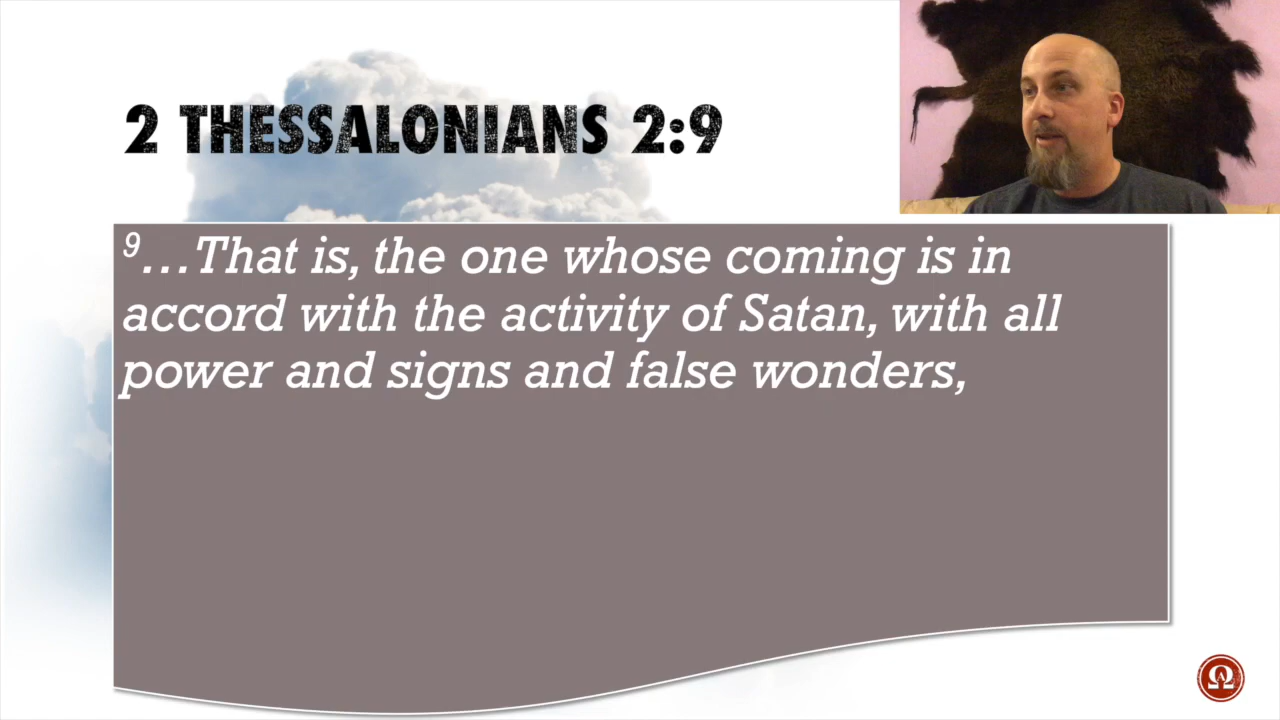 2 THESSALONIANS 2:9
⁹...That is, the one whose coming is in
accord with the activity of Satan, with all
power and signs and false wonders,
Ω